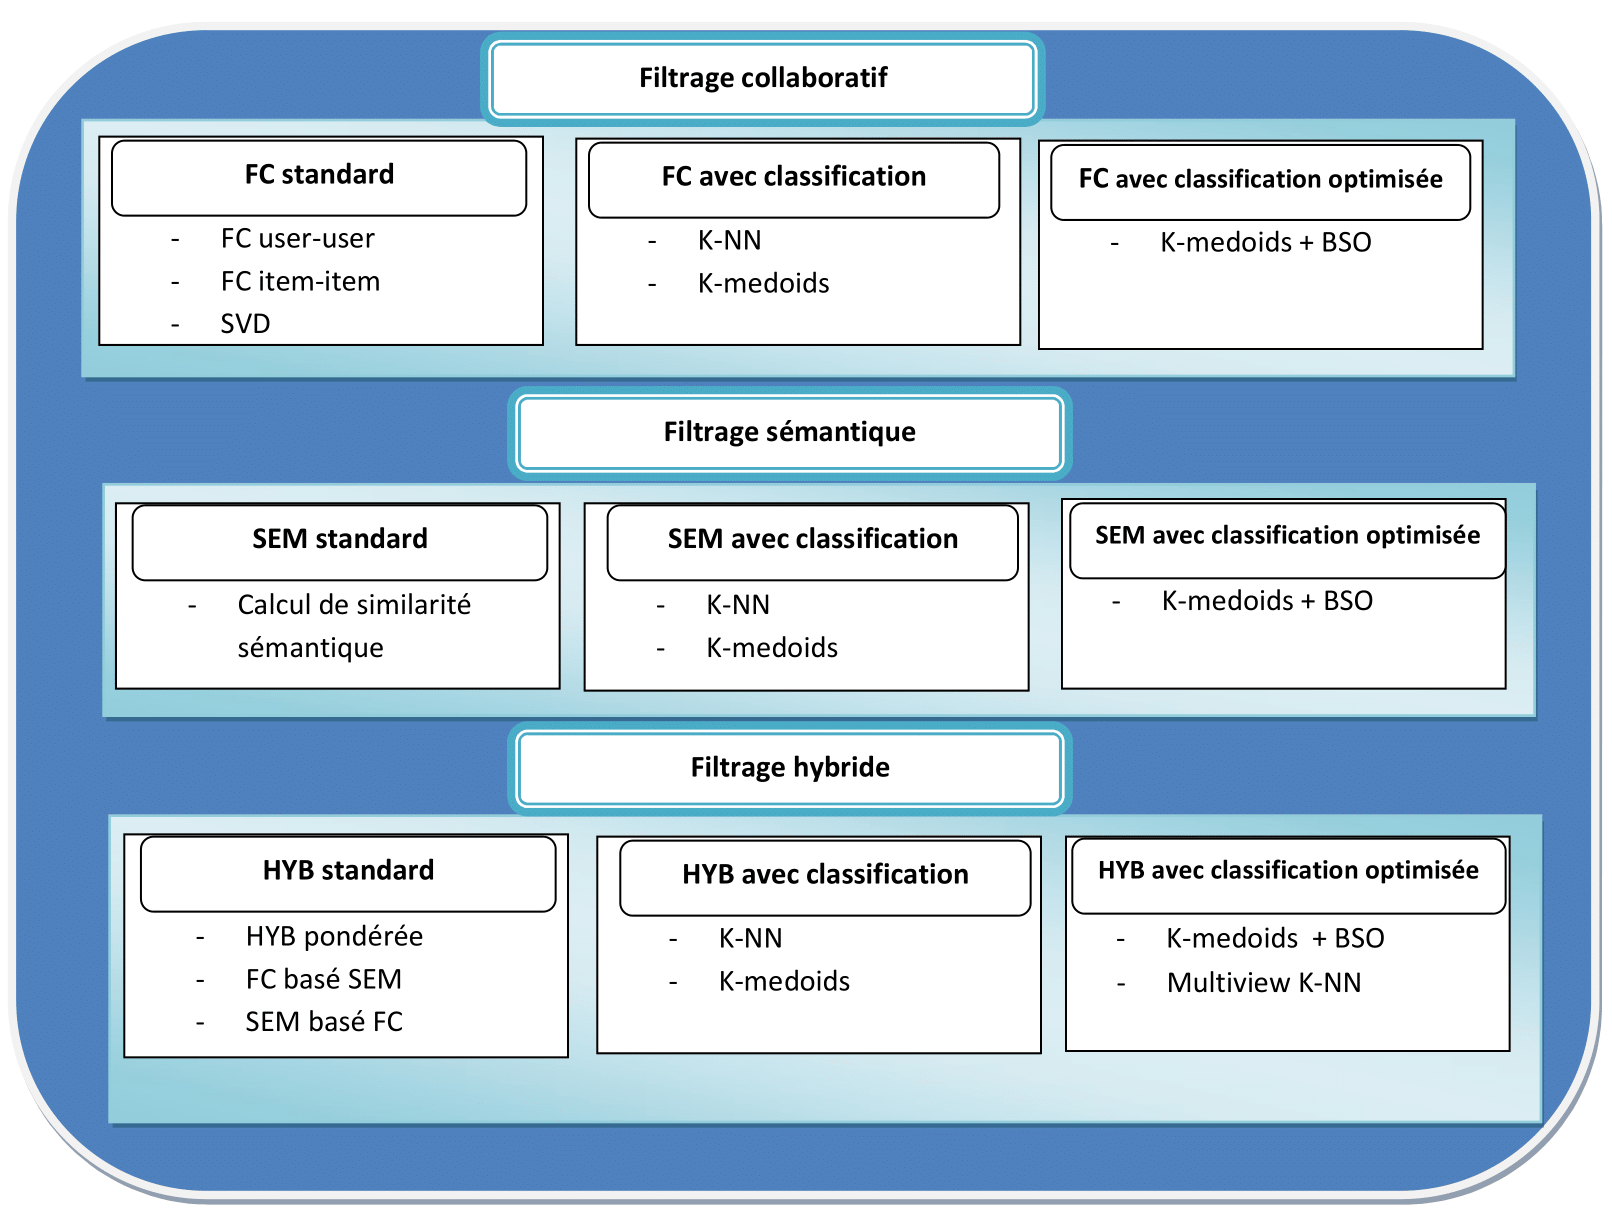 Filtrage collaboratif
FC standard
- FC user-user
- FC item-item
- SVD
FC avec classification
- K-NN
- K-medoids
FC avec classification optimisée
- K-medoids + BSO
Filtrage sémantique
SEM standard
- Calcul de similarité
sémantique
SEM avec classification
- K-NN
- K-medoids
SEM avec classification optimisée
- K-medoids + BSO
Filtrage hybride
HYB standard
- HYB pondérée
- FC basé SEM
- SEM basé FC
HYB avec classification
- K-NN
- K-medoids
HYB avec classification optimisée
- K-medoids + BSO
- Multiview K-NN